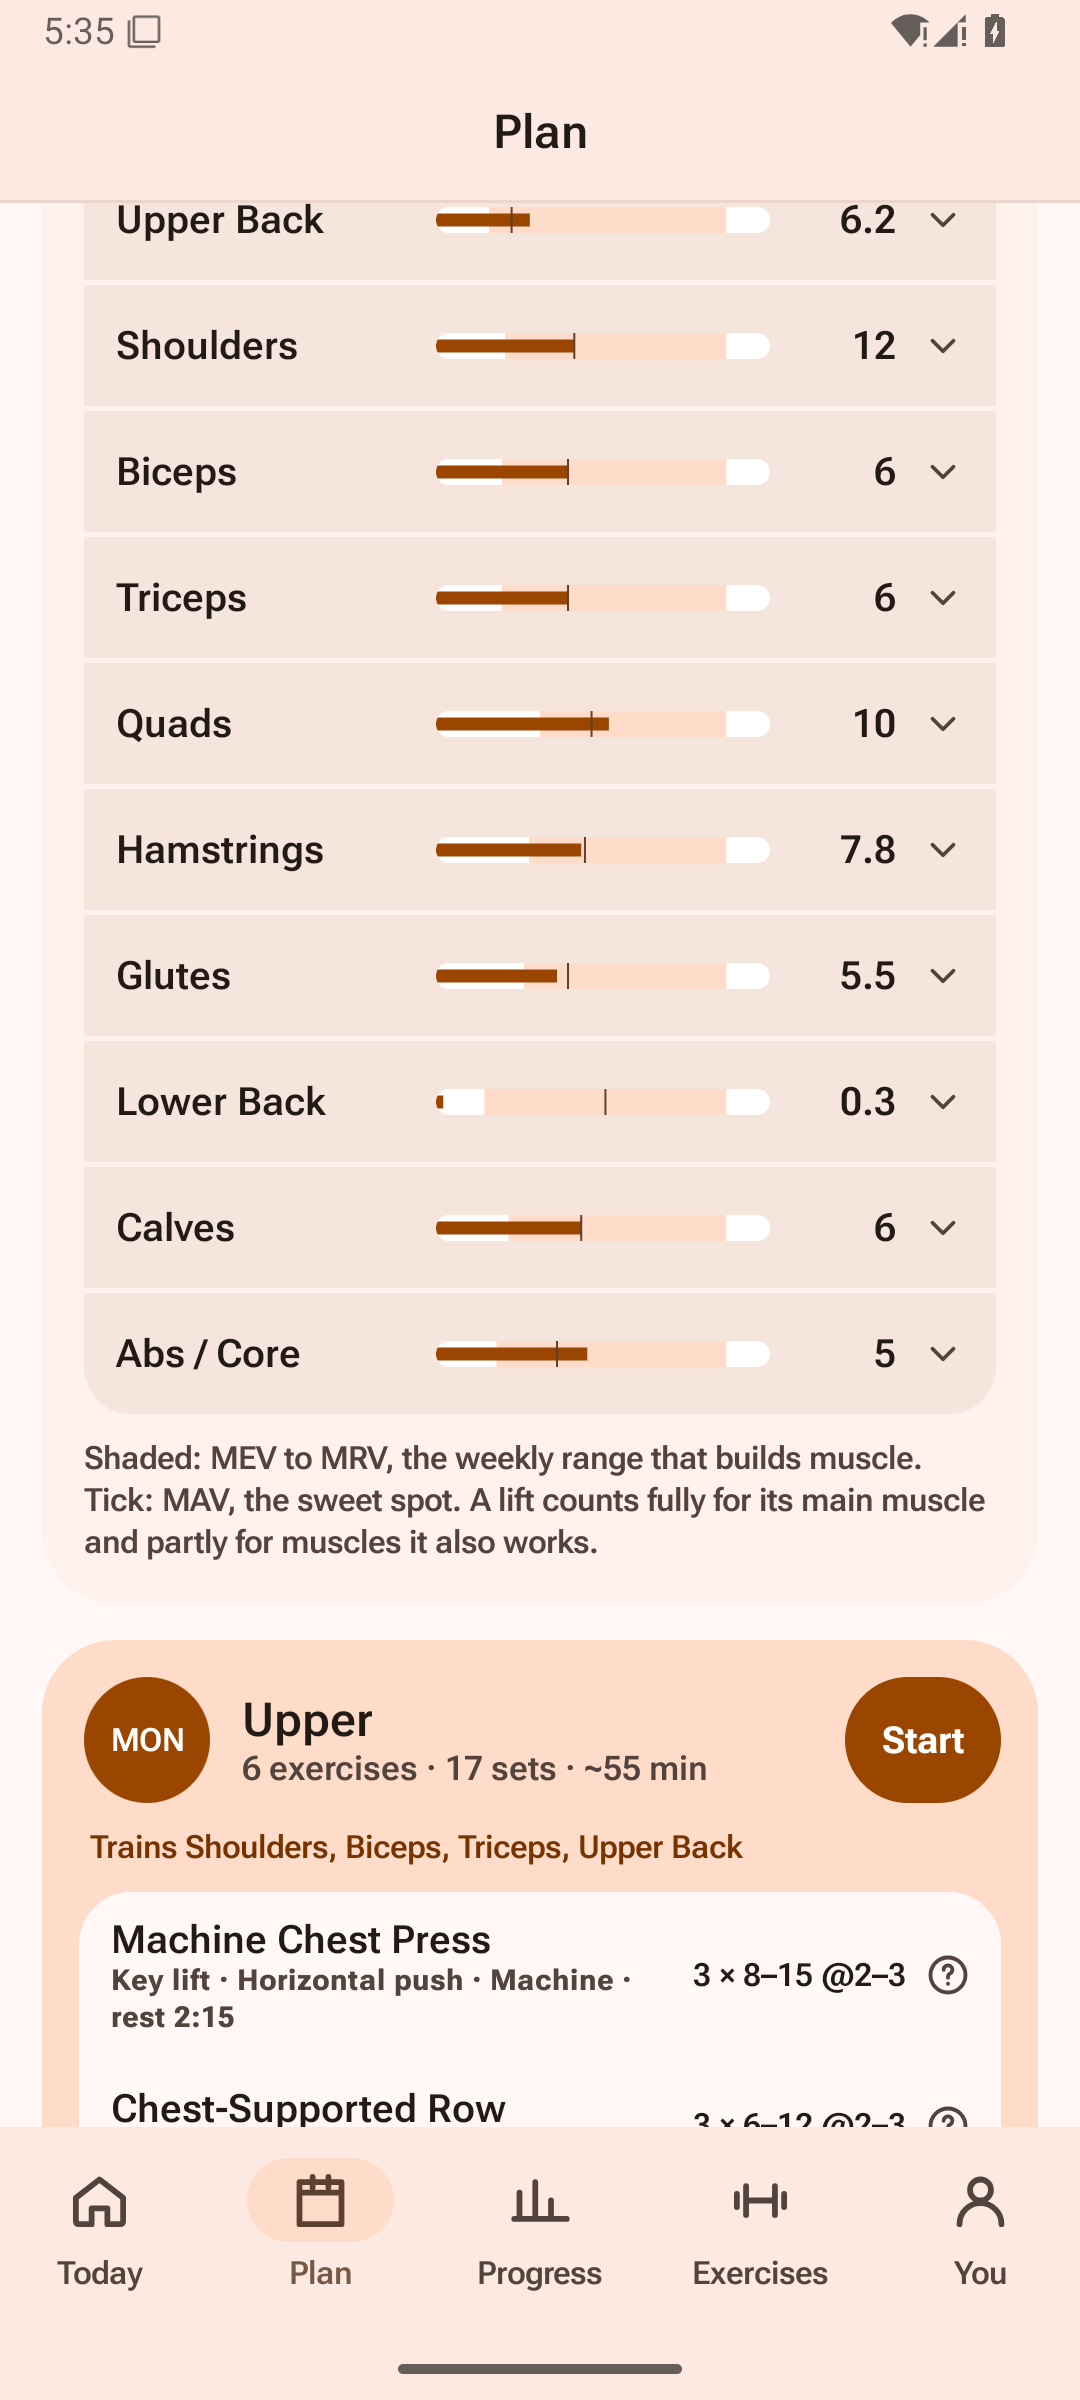 5:35
Plan
Upper Back 6.2
Shoulders 12
Biceps 6
Triceps 6
Quads 10
Hamstrings 7.8
Glutes 5.5
Lower Back 0.3
Calves 6
Abs / Core 5
Shaded: MEV to MRV, the weekly range that builds muscle.
Tick: MAV, the sweet spot. A lift counts fully for its main muscle
and partly for muscles it also works.
MON
Upper
6 exercises · 17 sets · ~55 min
Start
Trains Shoulders, Biceps, Triceps, Upper Back
Machine Chest Press
Key lift · Horizontal push · Machine ·
rest 2:15
3 × 8–15 @2–3
Chest-Supported Row
3 × 6–12 @2–3
Today
Plan
Progress
Exercises
You